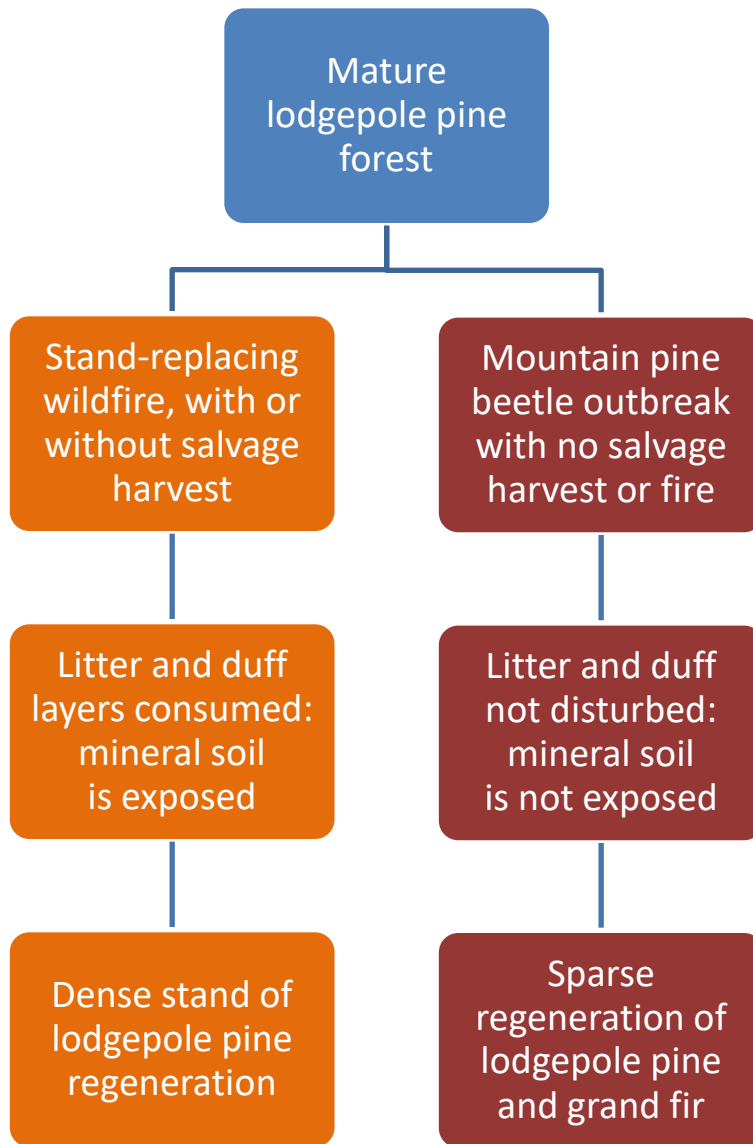 Mature
lodgepole pine
forest
Stand-replacing
wildfire, with or
without salvage
harvest
Litter and duff
layers consumed:
mineral soil
is exposed
Dense stand of
lodgepole pine
regeneration
Mountain pine
beetle outbreak
with no salvage
harvest or fire
Litter and duff
not disturbed:
mineral soil
is not exposed
Sparse
regeneration of
lodgepole pine
and grand fir